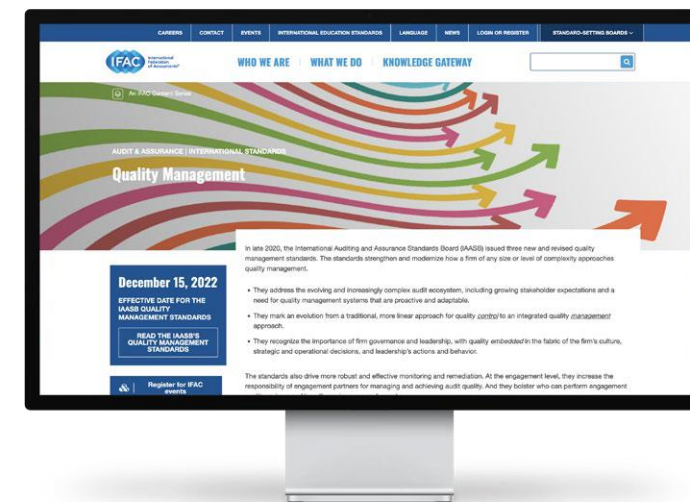 CAREERS
CONTACT
EVENTS
INTERNATIONAL EDUCATION STANDARDS
LANGUAGE
NEWS
LOGIN OR REGISTER
STANDARD-SETTING BOARDS
IFAC
International
Federation
of Accountants
WHO WE ARE
WHAT WE DO
KNOWLEDGE GATEWAY
An IFAC Content Series
AUDIT & ASSURANCE | INTERNATIONAL STANDARDS
Quality Management
In late 2020, the International Auditing and Assurance Standards Board (IAASB) issued three new and revised quality
management standards. The standards strengthen and modernize how a firm of any size or level of complexity approaches
quality management.
• They address the evolving and increasingly complex audit ecosystem, including growing stakeholder expectations and a
need for quality management systems that are proactive and adaptable.
• They mark an evolution from a traditional, more linear approach for quality control to an integrated quality management
approach.
• They recognize the importance of firm governance and leadership, with quality embedded in the fabric of the firm's culture,
strategic and operational decisions, and leadership's actions and behavior.
The standards also drive more robust and effective monitoring and remediation. At the engagement level, they increase the
responsibility of engagement partners for managing and achieving audit quality. And they bolster who can perform engagement
December 15, 2022
EFFECTIVE DATE FOR THE
IAASB QUALITY
MANAGEMENT STANDARDS
READ THE IAASB'S
QUALITY MANAGEMENT
STANDARDS
Register for IFAC
events